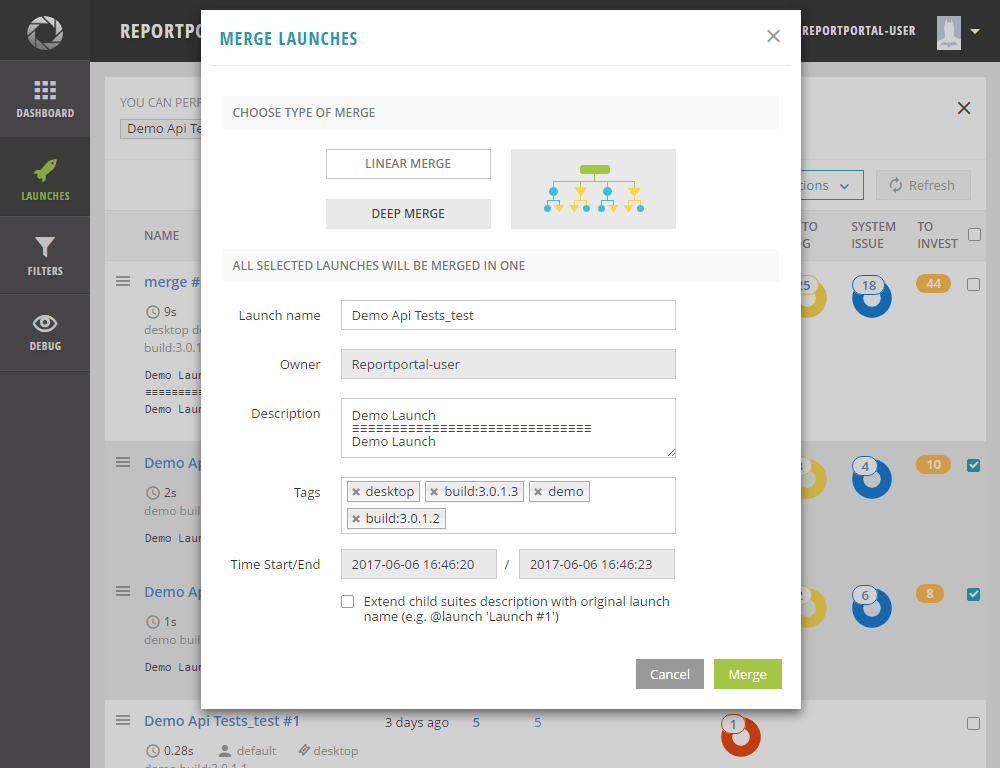 REPORTPO
MERGE LAUNCHES
REPORTPORTAL-USER
DASHBOARD
LAUNCHES
FILTERS
DEBUG
YOU CAN PERF
Demo Api Te
CHOOSE TYPE OF MERGE
LINEAR MERGE
DEEP MERGE
ions
Refresh
NAME
TO
G
SYSTEM
ISSUE
TO
INVEST
ALL SELECTED LAUNCHES WILL BE MERGED IN ONE
merge #
9s
desktop de
build:3.0.1
Demo Laun
==========
Demo Laun
25
18
44
Launch name
Demo Api Tests_test
Owner
Reportportal-user
Description
Demo Launch
==============================
Demo Launch
Tags
× desktop × build:3.0.1.3 × demo
× build:3.0.1.2
Time Start/End
2017-06-06 16:46:20 / 2017-06-06 16:46:23
Extend child suites description with original launch
name (e.g. @launch 'Launch #1')
Cancel
Merge
Demo Ap
2s
demo buil
Demo Laun
4
10
Demo Ap
1s
demo buil
Demo Laun
6
8
Demo Api Tests_test #1
3 days ago
5
5
1
0.28s
default
desktop
demo build:3.0.1.1